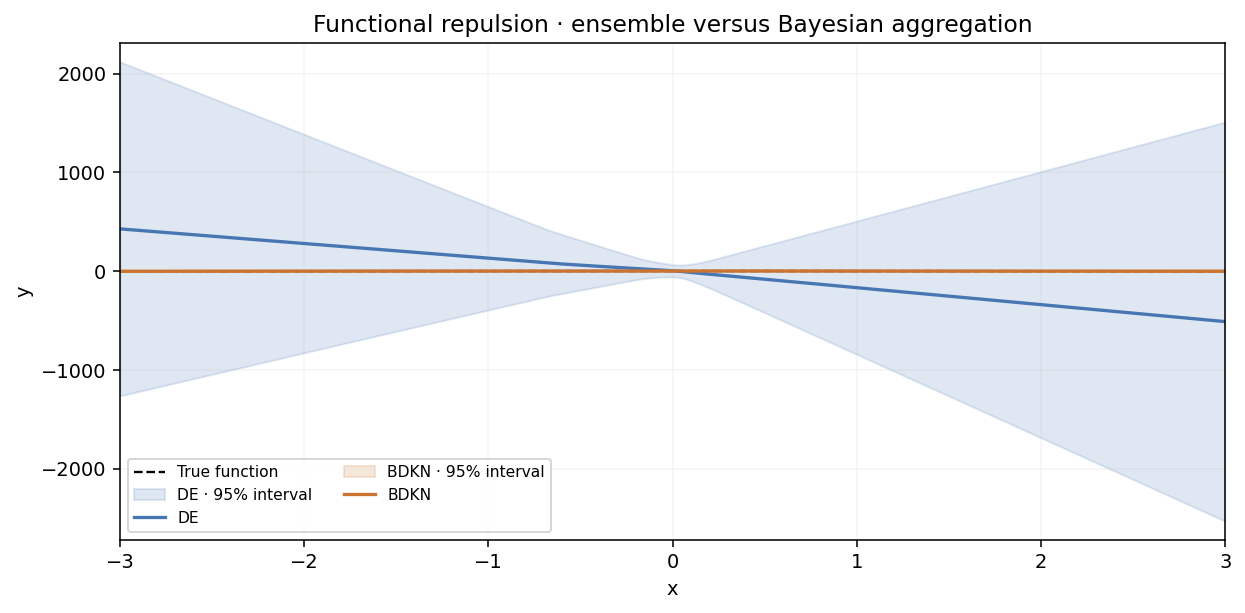 Functional repulsion · ensemble versus Bayesian aggregation
y
2000
1000
0
−1000
−2000
True function
DE · 95% interval
DE
BDKN · 95% interval
BDKN
−3
−2
−1
0
1
2
3
x